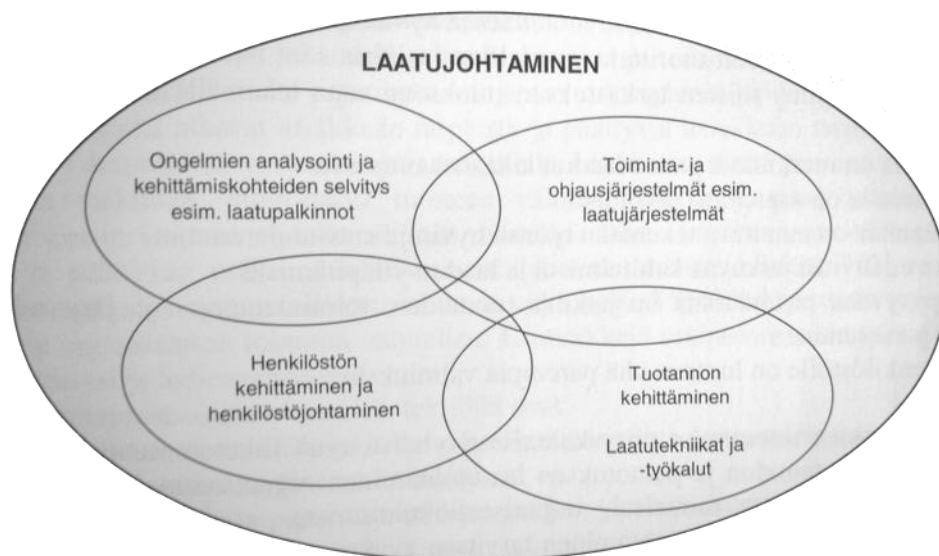 LAATUJOHTAMINEN
Ongelmien analysointi ja
kehittämiskohteiden selvitys
esim. laatupalkinnot
Toiminta- ja
ohjausjärjestelmät esim.
laatujärjestelmät
Henkilöstön
kehittäminen ja
henkilöstöjohtaminen
Tuotannon
kehittäminen
Laatutekniikat ja
-työkalut